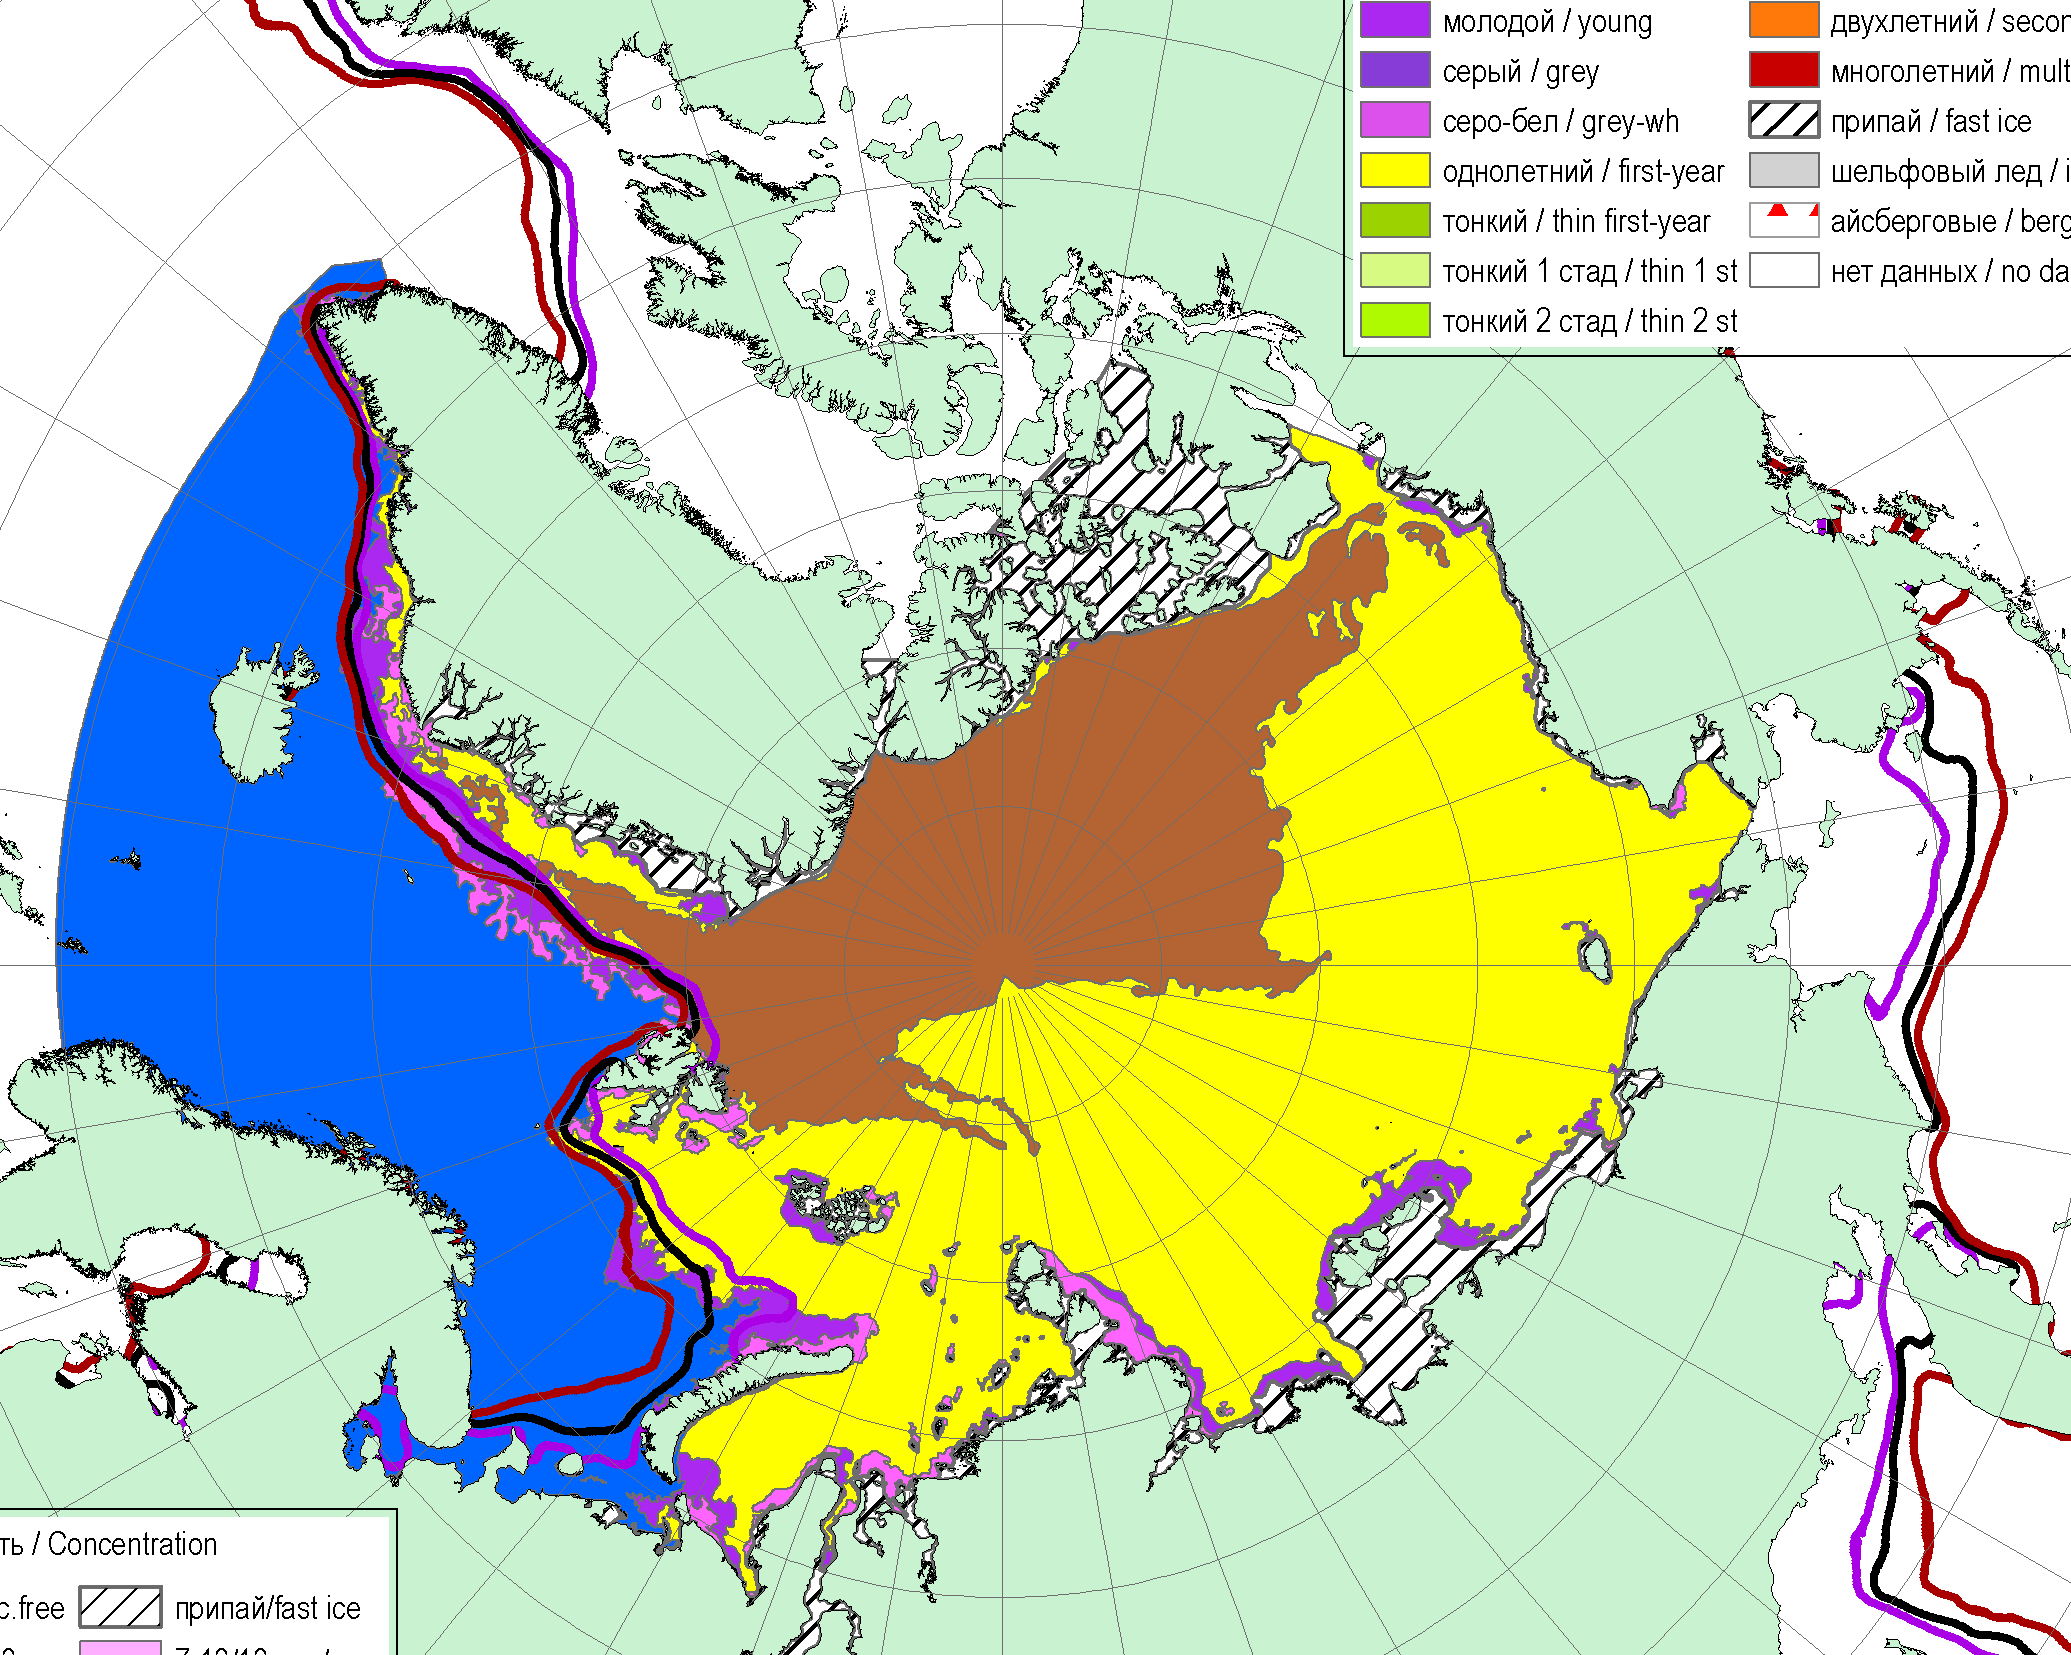 молодой / young
серый / grey
серо-бел / grey-wh
однолетний / first-year
тонкий / thin first-year
тонкий 1 стад / thin 1 st
тонкий 2 стад / thin 2 st
двухлетний / secon
многолетний / mult
припай / fast ice
шельфовый лед / i
айсберговые / berg
нет данных / no da
ть / Concentration
c.free
припай/fast ice